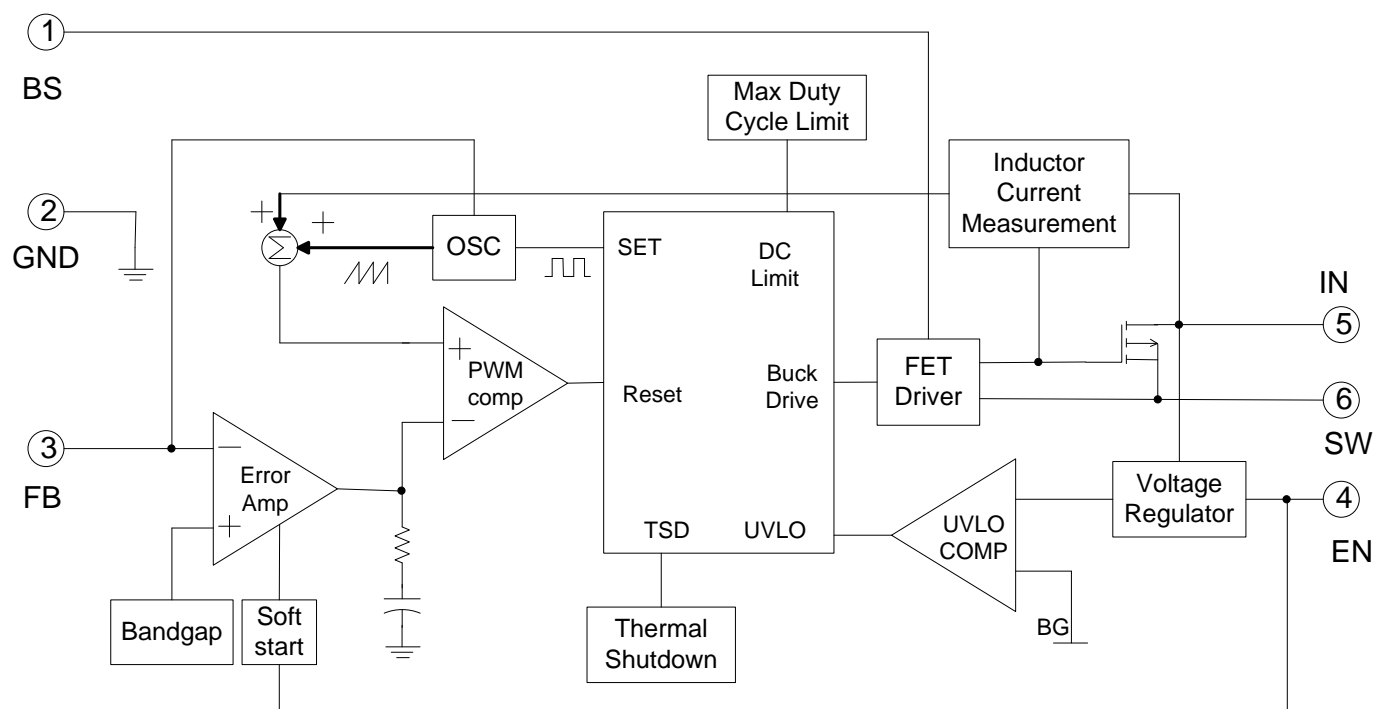 1
BS
Max Duty
Cycle Limit
Inductor
Current
Measurement
2
GND
+
+
Σ
OSC
SET
DC
Limit
IN
5
+
PWM
comp
−
Reset
Buck
Drive
FET
Driver
6
SW
3
FB
−
Error
Amp
+
Voltage
Regulator
4
EN
TSD
UVLO
UVLO
COMP
BG
Bandgap
Soft
start
Thermal
Shutdown